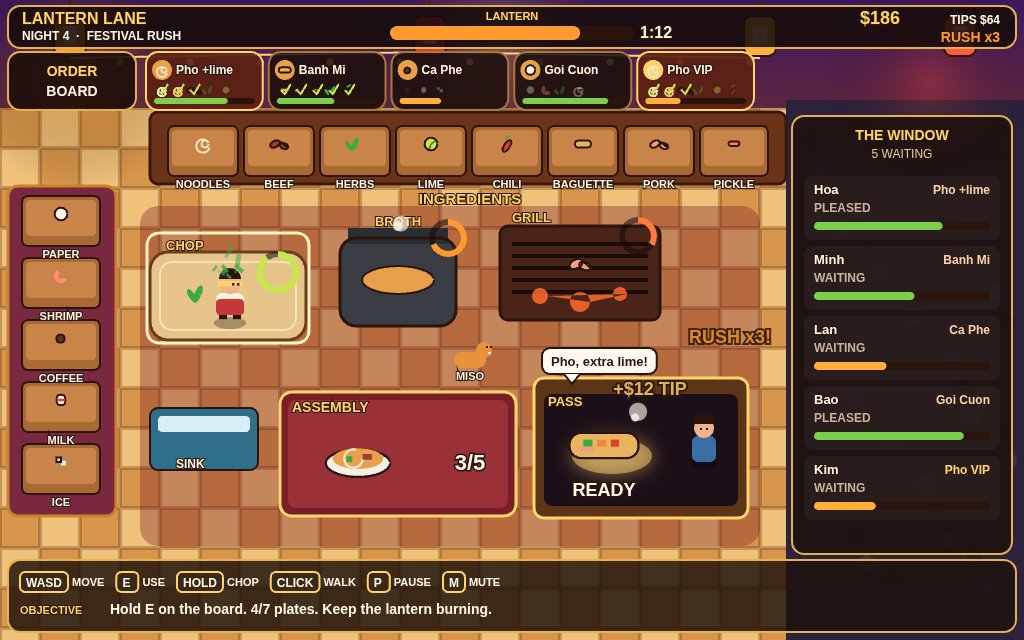 LANTERN LANE
NIGHT 4 · FESTIVAL RUSH
LANTERN
1:12
$186
TIPS $64
RUSH x3
ORDER
BOARD
Pho +lime
Banh Mi
Ca Phe
Goi Cuon
Pho VIP
NOODLES
BEEF
HERBS
LIME
CHILI
BAGUETTE
PORK
PICKLE
INGREDIENTS
PAPER
SHRIMP
COFFEE
MILK
ICE
CHOP
BROTH
GRILL
RUSH x3!
MISO
Pho, extra lime!
+$12 TIP
PASS
READY
ASSEMBLY
3/5
SINK
THE WINDOW
5 WAITING
Hoa Pho +lime
PLEASED
Minh Banh Mi
WAITING
Lan Ca Phe
WAITING
Bao Goi Cuon
PLEASED
Kim Pho VIP
WAITING
WASD MOVE E USE HOLD CHOP CLICK WALK P PAUSE M MUTE
OBJECTIVE Hold E on the board. 4/7 plates. Keep the lantern burning.